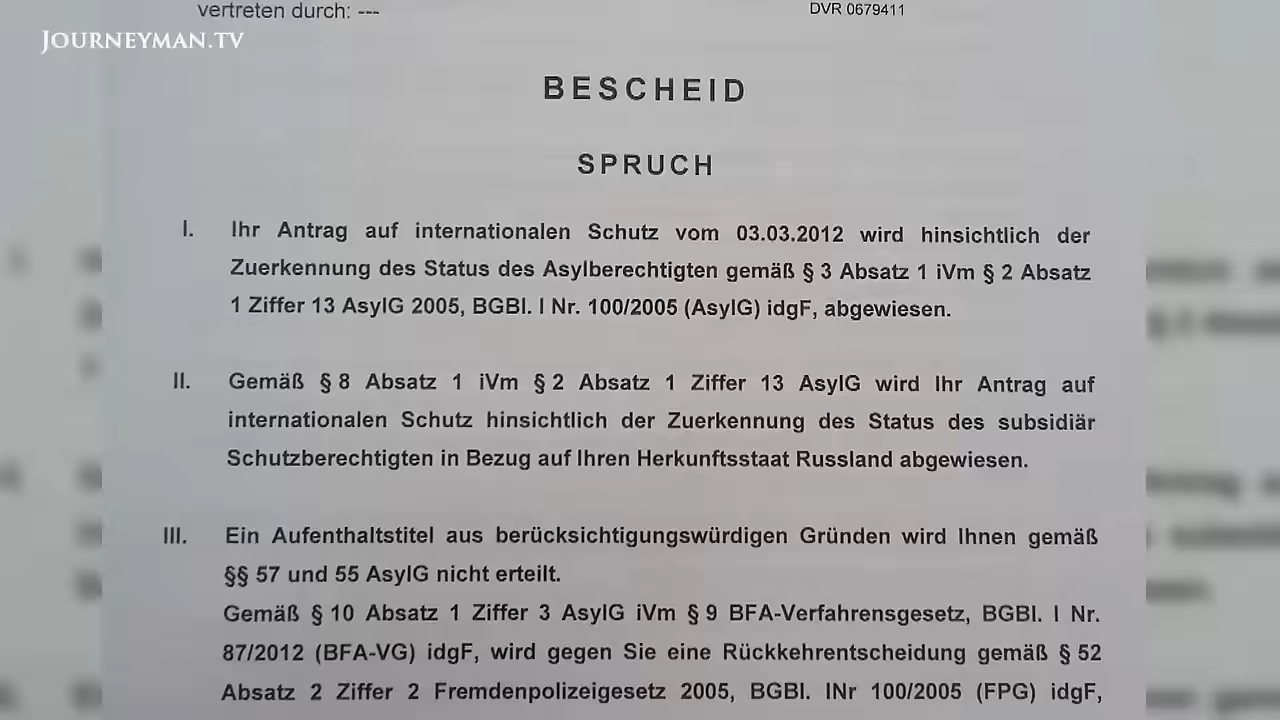 vertreten durch: ---
DVR 0679411
JOURNEYMAN.TV
BESCHEID
SPRUCH
I. Ihr Antrag auf internationalen Schutz vom 03.03.2012 wird hinsichtlich der
Zuerkennung des Status des Asylberechtigten gemäß § 3 Absatz 1 iVm § 2 Absatz
1 Ziffer 13 AsylG 2005, BGBl. I Nr. 100/2005 (AsylG) idgF, abgewiesen.
II. Gemäß § 8 Absatz 1 iVm § 2 Absatz 1 Ziffer 13 AsylG wird Ihr Antrag auf
internationalen Schutz hinsichtlich der Zuerkennung des Status des subsidiär
Schutzberechtigten in Bezug auf Ihren Herkunftsstaat Russland abgewiesen.
III. Ein Aufenthaltstitel aus berücksichtigungswürdigen Gründen wird Ihnen gemäß
§§ 57 und 55 AsylG nicht erteilt.
Gemäß § 10 Absatz 1 Ziffer 3 AsylG iVm § 9 BFA-Verfahrensgesetz, BGBl. I Nr.
87/2012 (BFA-VG) idgF, wird gegen Sie eine Rückkehrentscheidung gemäß § 52
Absatz 2 Ziffer 2 Fremdenpolizeigesetz 2005, BGBl. INr 100/2005 (FPG) idgF,